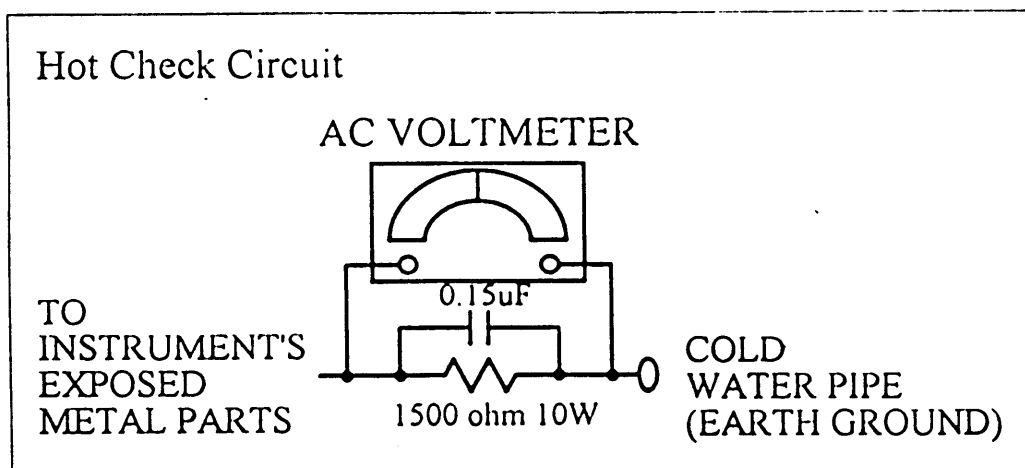 Hot Check Circuit
AC VOLTMETER
0.15uF
TO
INSTRUMENT'S
EXPOSED
METAL PARTS
1500 ohm 10W
COLD
WATER PIPE
(EARTH GROUND)